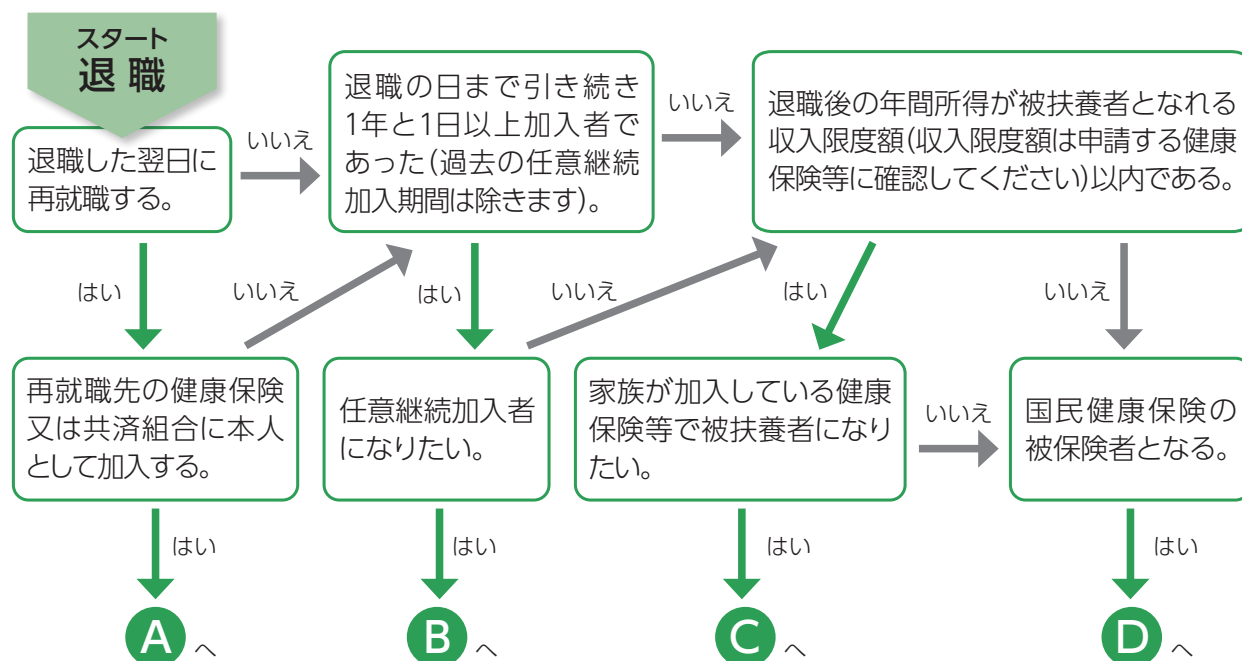 スタート
退職
退職した翌日に
再就職する。
いいえ
退職の日まで引き続き
1年と1日以上加入者で
あった(過去の任意継続
加入期間は除きます)。
いいえ
退職後の年間所得が被扶養者となれる
収入限度額(収入限度額は申請する健康
保険等に確認してください)以内である。
はい
いいえ
はい
いいえ
はい
いいえ
再就職先の健康保険
又は共済組合に本人
として加入する。
任意継続加入者
になりたい。
家族が加入している健康
保険等で被扶養者になり
たい。
いいえ
国民健康保険の
被保険者となる。
はい
はい
はい
はい
A へ
B へ
C へ
D へ